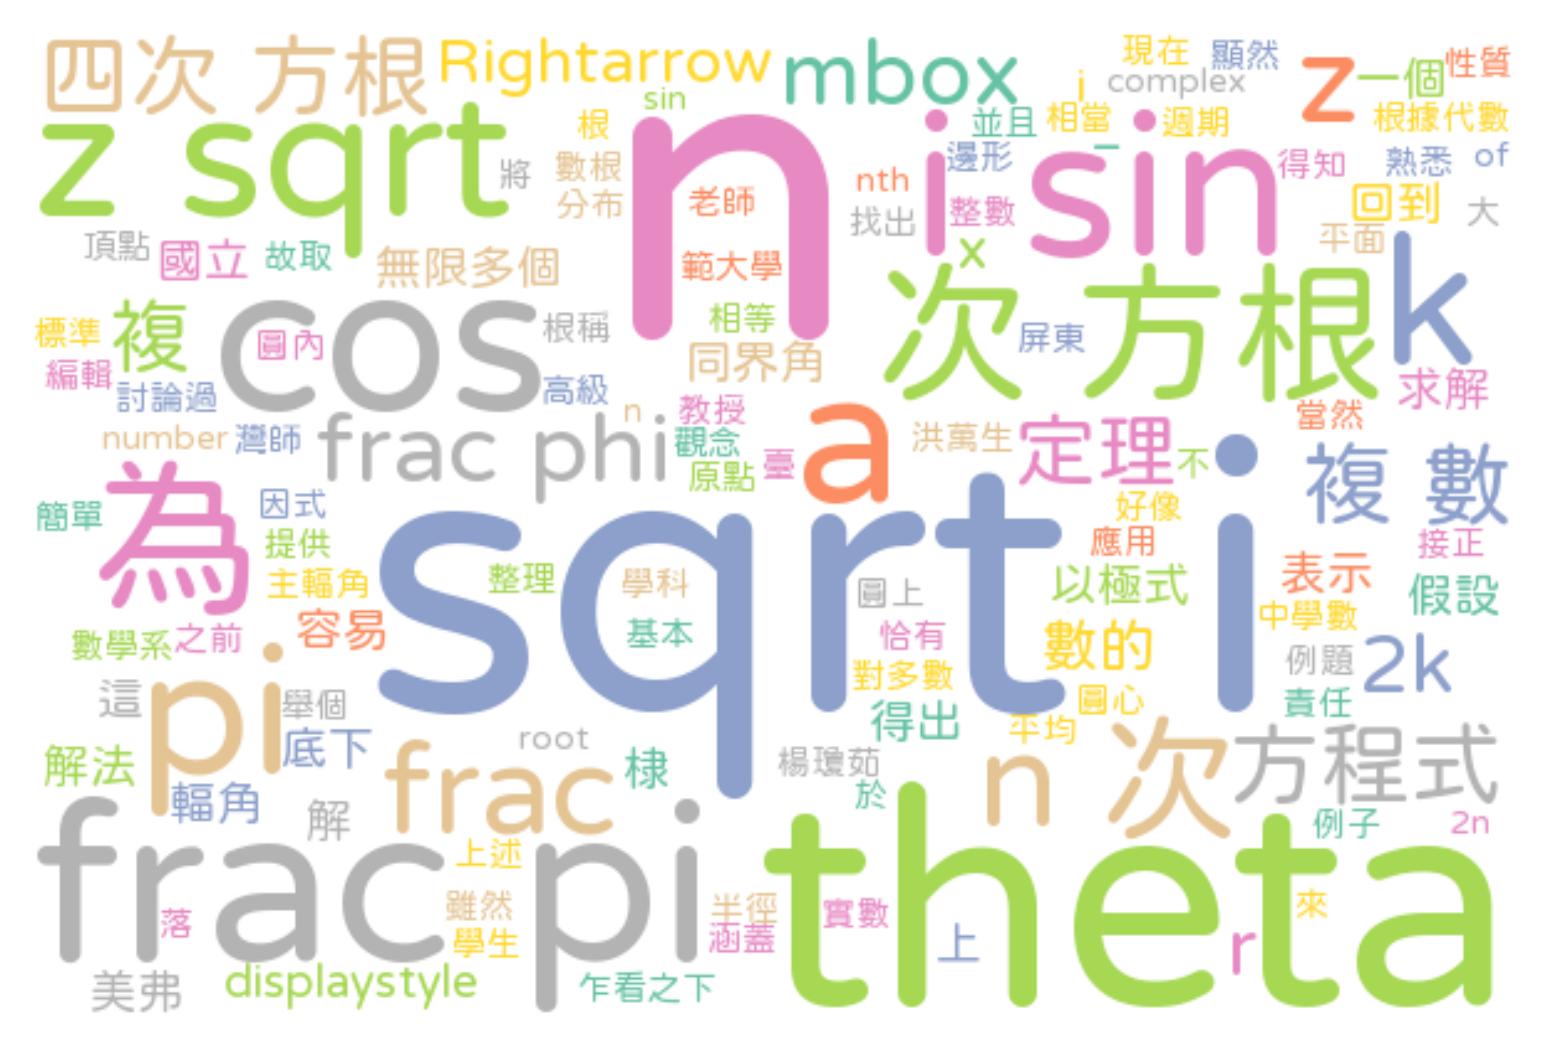 四次 方根 Rightarrow mbox 現在 顯然 z 一個 性質
sin i complex
z sqrt 根 n i sin 並且 相當 週期 根據代數
將 數根 邊形 _ 得知 熟悉 of
分布 老師 nth 整數 回到 大
找出 平面
頂點 國立 故取 無限多個 範大學 x 次 方根 k
標準 複 cos 圓內 根稱 相等 屏東
編輯 同界角 求解
討論過 高級 n 教授 a 當然
number 灣師 frac phi 觀念 洪萬生 定理 不 複 數
原點 臺
簡單 為 因式 sqrt i 好像
提供 應用 接正
主輻角 整理 學科 圓上 以極式 表示 假設
數學系 之前 容易 基本 恰有 數的 中學數
這 pi 舉個 對多數 例題 2k
底下 得出 圓心 責任
解法 root 棣 楊瓊茹 平均 n 次 方程式
輻角 解 frac 於 例子 2n
frac pi 上述 theta
落 雖然 半徑 實數 來
學生 涵蓋 上 r
美弗 displaystyle 乍看之下